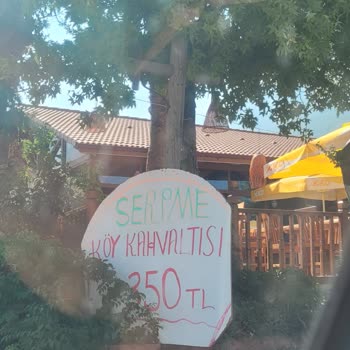 SERPME
KÖY KAHVALTISI
350 TL